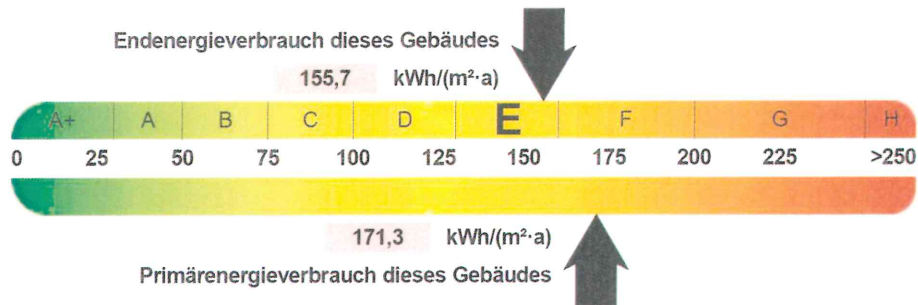 Endenergieverbrauch dieses Gebäudes
155,7 kWh/(m²·a)
A+ A B C D E F G H
0 25 50 75 100 125 150 175 200 225 >250
171,3 kWh/(m²·a)
Primärenergieverbrauch dieses Gebäudes